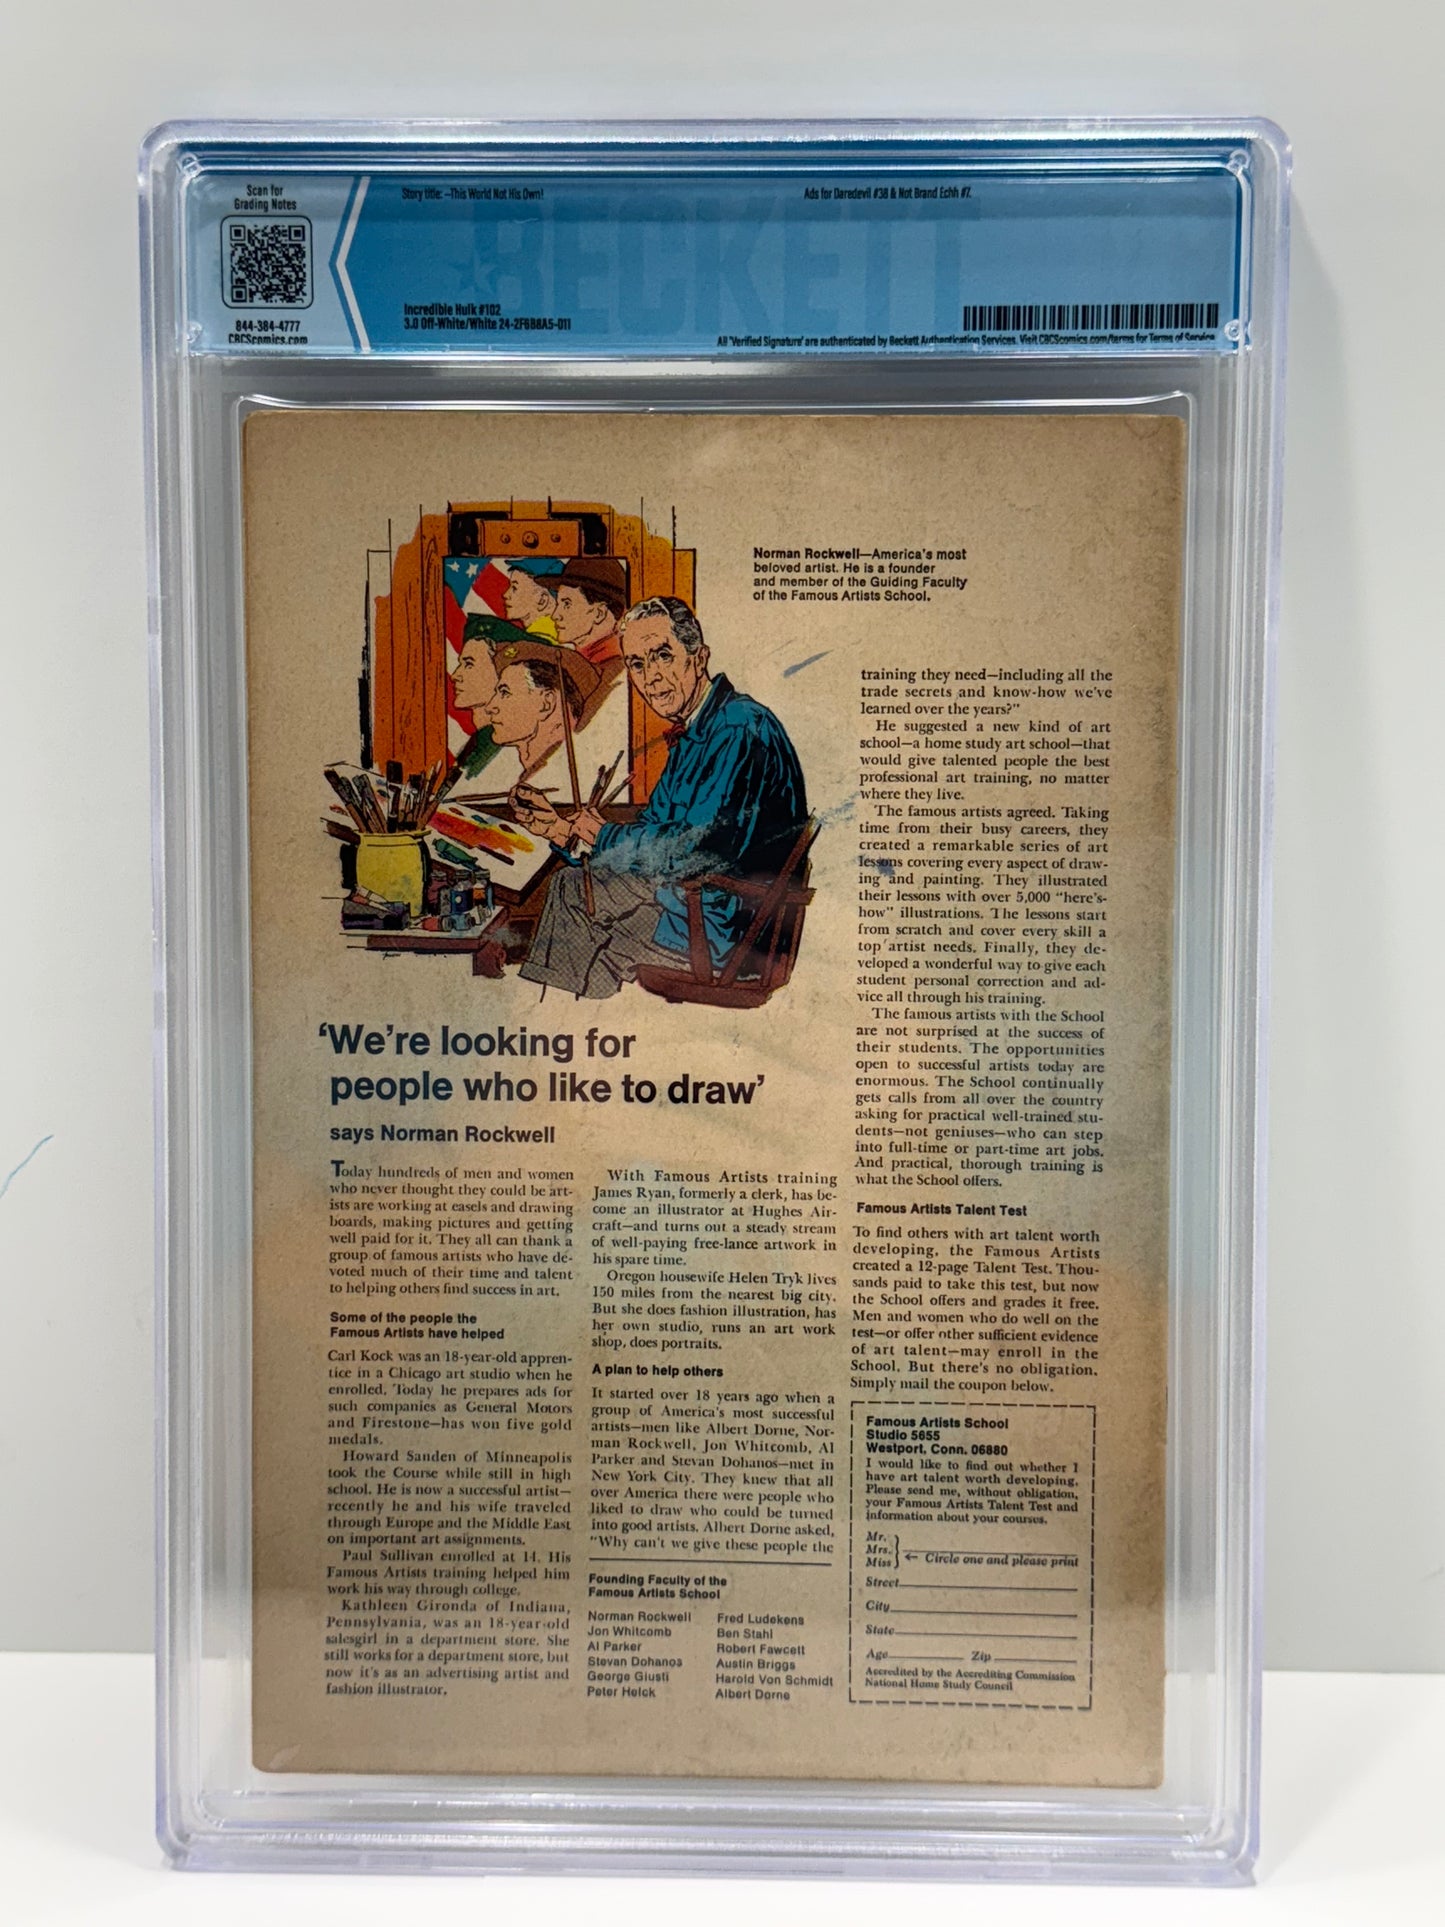 Scan for
Grading Notes
844-384-4777
CBCScomics.com
Story title: –This World Not His Own!
Ads for Daredevil #38 & Not Brand Echh #7.
BECKETT
Incredible Hulk #102
3.0 Off-White/White 24-2F6B8A5-011
All 'Verified Signature' are authenticated by Beckett Authentication Services. Visit CBCScomics.com/terms for Terms of Service
Norman Rockwell—America's most
beloved artist. He is a founder
and member of the Guiding Faculty
of the Famous Artists School.
'We're looking for
people who like to draw'
says Norman Rockwell
Today hundreds of men and women
who never thought they could be art-
ists are working at easels and drawing
boards, making pictures and getting
well paid for it. They all can thank a
group of famous artists who have de-
voted much of their time and talent
to helping others find success in art.
Some of the people the
Famous Artists have helped
Carl Kock was an 18-year-old appren-
tice in a Chicago art studio when he
enrolled. Today he prepares ads for
such companies as General Motors
and Firestone—has won five gold
medals.
Howard Sanden of Minneapolis
took the Course while still in high
school. He is now a successful artist—
recently he and his wife traveled
through Europe and the Middle East
on important art assignments.
Paul Sullivan enrolled at 14. His
Famous Artists training helped him
work his way through college.
Kathleen Gironda of Indiana,
Pennsylvania, was an 18-year-old
salesgirl in a department store. She
still works for a department store, but
now it's as an advertising artist and
fashion illustrator.
With Famous Artists training
James Ryan, formerly a clerk, has be-
come an illustrator at Hughes Air-
craft—and turns out a steady stream
of well-paying free-lance artwork in
his spare time.
Oregon housewife Helen Tryk lives
150 miles from the nearest big city.
But she does fashion illustration, has
her own studio, runs an art work
shop, does portraits.
A plan to help others
It started over 18 years ago when a
group of America's most successful
artists—men like Albert Dorne, Nor-
man Rockwell, Jon Whitcomb, Al
Parker and Stevan Dohanos—met in
New York City. They knew that all
over America there were people who
liked to draw who could be turned
into good artists. Albert Dorne asked,
"Why can't we give these people the
Founding Faculty of the
Famous Artists School
Norman Rockwell
Jon Whitcomb
Al Parker
Stevan Dohanos
George Giusti
Peter Helck
Fred Ludekens
Ben Stahl
Robert Fawcett
Austin Briggs
Harold Von Schmidt
Albert Dorne
training they need—including all the
trade secrets and know-how we've
learned over the years?"
He suggested a new kind of art
school—a home study art school—that
would give talented people the best
professional art training, no matter
where they live.
The famous artists agreed. Taking
time from their busy careers, they
created a remarkable series of art
lessons covering every aspect of draw-
ing and painting. They illustrated
their lessons with over 5,000 "here's-
how" illustrations. The lessons start
from scratch and cover every skill a
top artist needs. Finally, they de-
veloped a wonderful way to give each
student personal correction and ad-
vice all through his training.
The famous artists with the School
are not surprised at the success of
their students. The opportunities
open to successful artists today are
enormous. The School continually
gets calls from all over the country
asking for practical well-trained stu-
dents—not geniuses—who can step
into full-time or part-time art jobs.
And practical, thorough training is
what the School offers.
Famous Artists Talent Test
To find others with art talent worth
developing, the Famous Artists
created a 12-page Talent Test. Thou-
sands paid to take this test, but now
the School offers and grades it free.
Men and women who do well on the
test—or offer other sufficient evidence
of art talent—may enroll in the
School. But there's no obligation.
Simply mail the coupon below.
Famous Artists School
Studio 5655
Westport, Conn. 06880
I would like to find out whether I
have art talent worth developing.
Please send me, without obligation,
your Famous Artists Talent Test and
information about your courses.
Mr.
Mrs.
Miss
← Circle one and please print
Street
City
State
Age Zip
Accredited by the Accrediting Commission
National Home Study Council